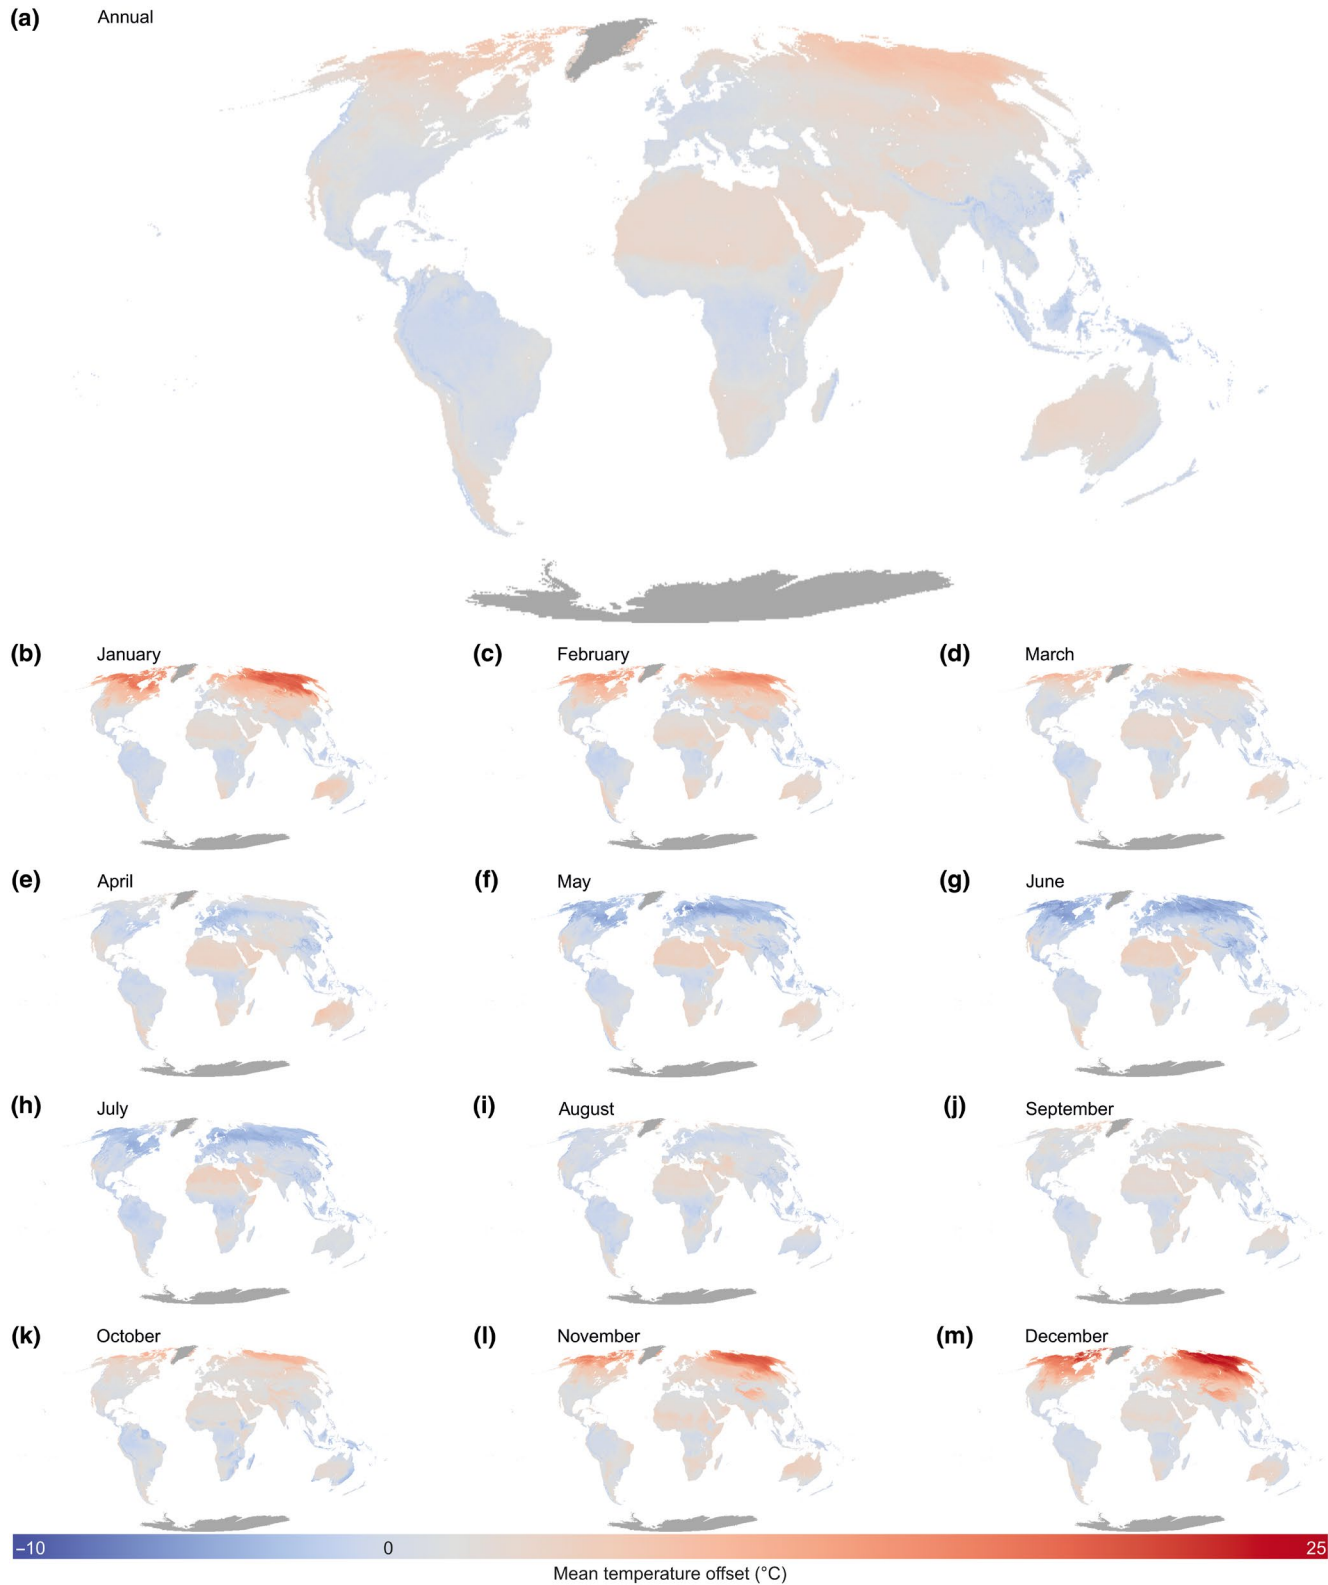 (a) Annual
(b) January
(c) February
(d) March
(e) April
(f) May
(g) June
(h) July
(i) August
(j) September
(k) October
(l) November
(m) December
−10 0 25
Mean temperature offset (°C)